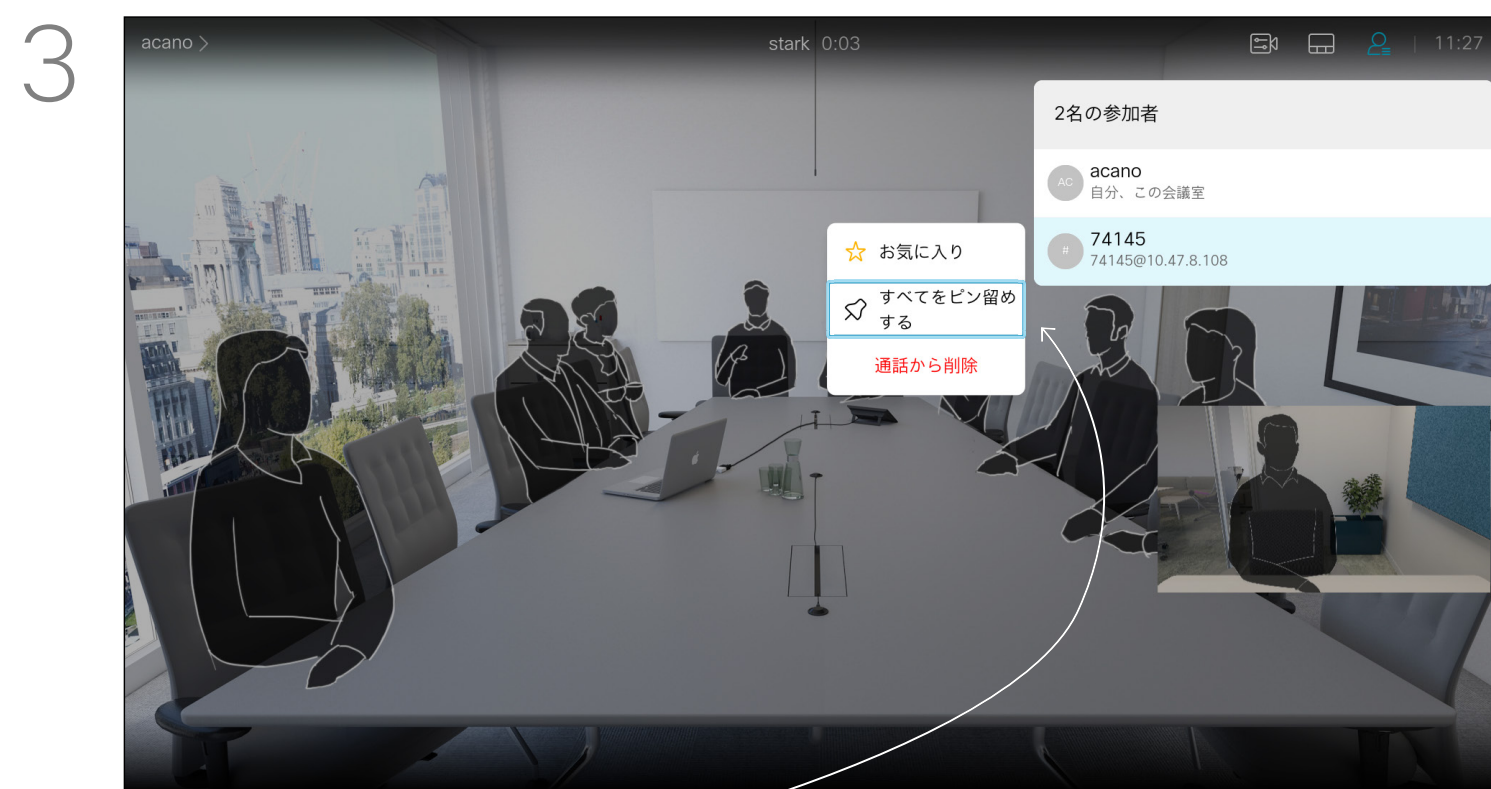 3
acano >
stark 0:03
11:27
2名の参加者
AC
acano
自分、この会議室
#
74145
74145@10.47.8.108
お気に入り
すべてをピン留め
する
通話から削除